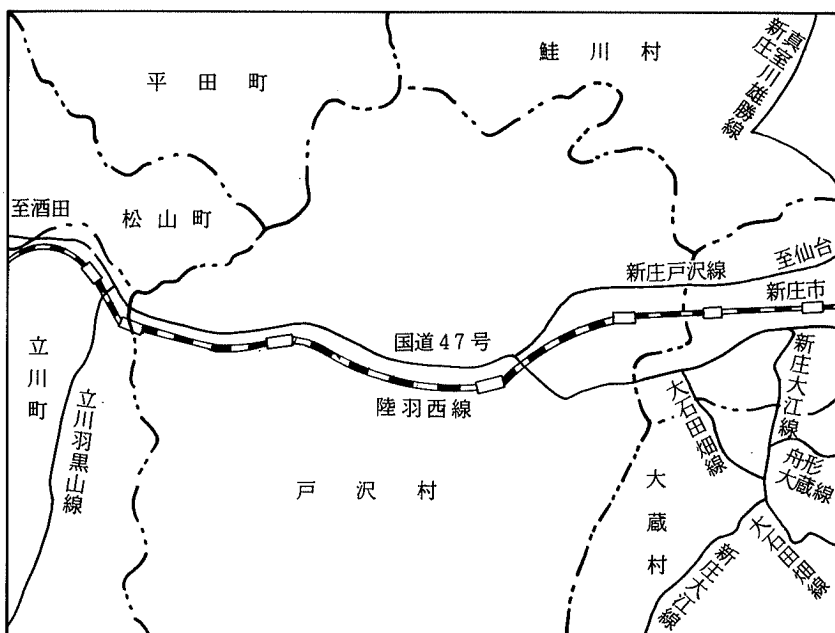 鮭川村
平田町
新庄
真室川雄勝線
至酒田
松山町
至仙台
新庄戸沢線
新庄市
国道47号
立川町
立川羽黒山線
陸羽西線
新庄大江線
大石田畑線
舟形
大蔵線
戸沢村
大蔵村
大石田畑線
新庄大江線